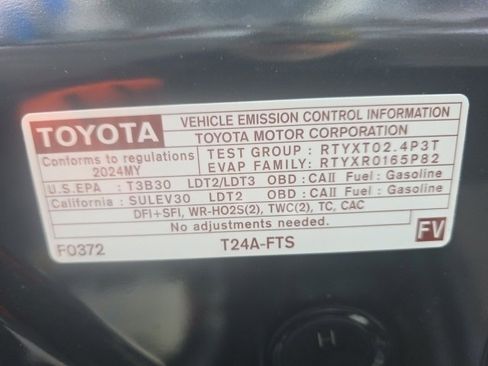 TOYOTA
VEHICLE EMISSION CONTROL INFORMATION
TOYOTA MOTOR CORPORATION
Conforms to regulations
2024MY
TEST GROUP : RTYXT02.4P3T
EVAP FAMILY: RTYXR0165P82
U.S.EPA : T3B30 LDT2/LDT3 OBD : CAII Fuel : Gasoline
California : SULEV30 LDT2 OBD : CAII Fuel : Gasoline
DFI+SFI, WR-HO2S(2), TWC(2), TC, CAC
No adjustments needed.
F0372 T24A-FTS FV
H